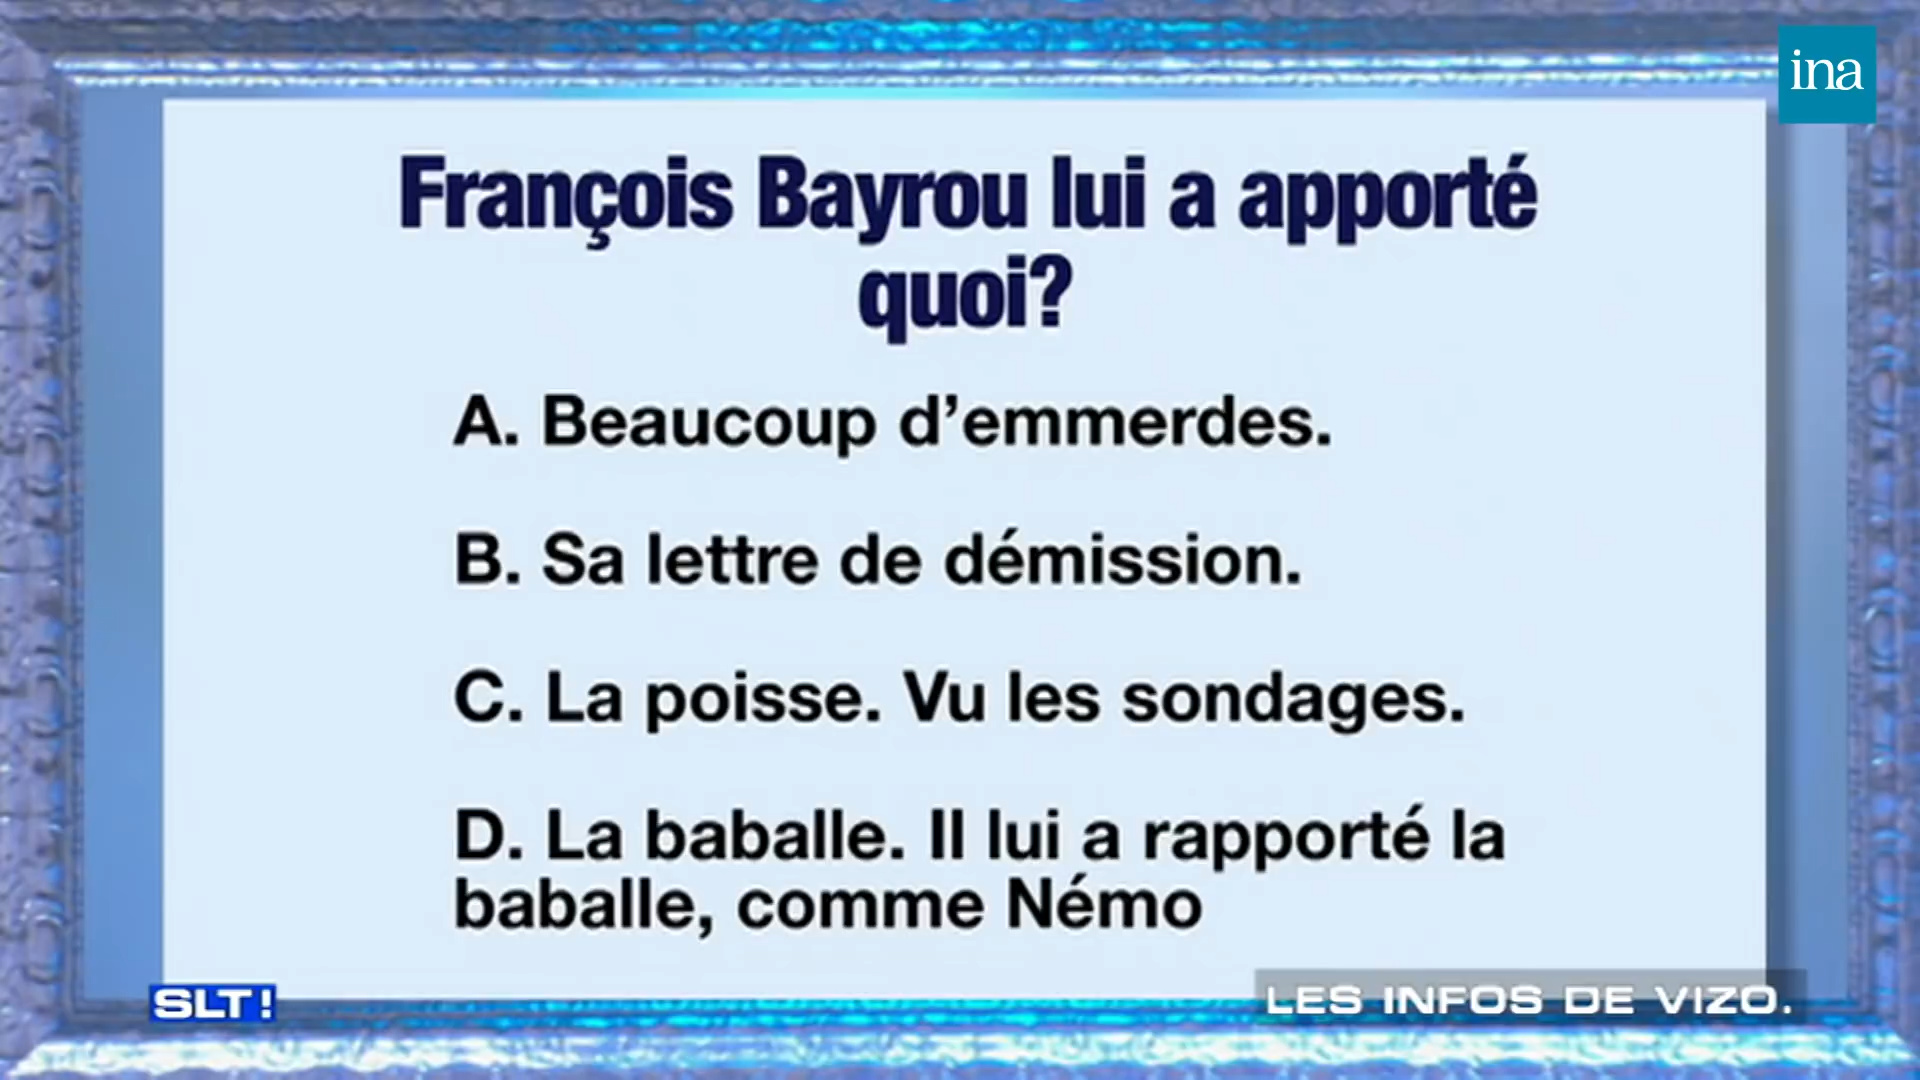 ina
François Bayrou lui a apporté
quoi?
A. Beaucoup d’emmerdes.
B. Sa lettre de démission.
C. La poisse. Vu les sondages.
D. La baballe. Il lui a rapporté la
baballe, comme Némo
SLT!
LES INFOS DE VIZO.